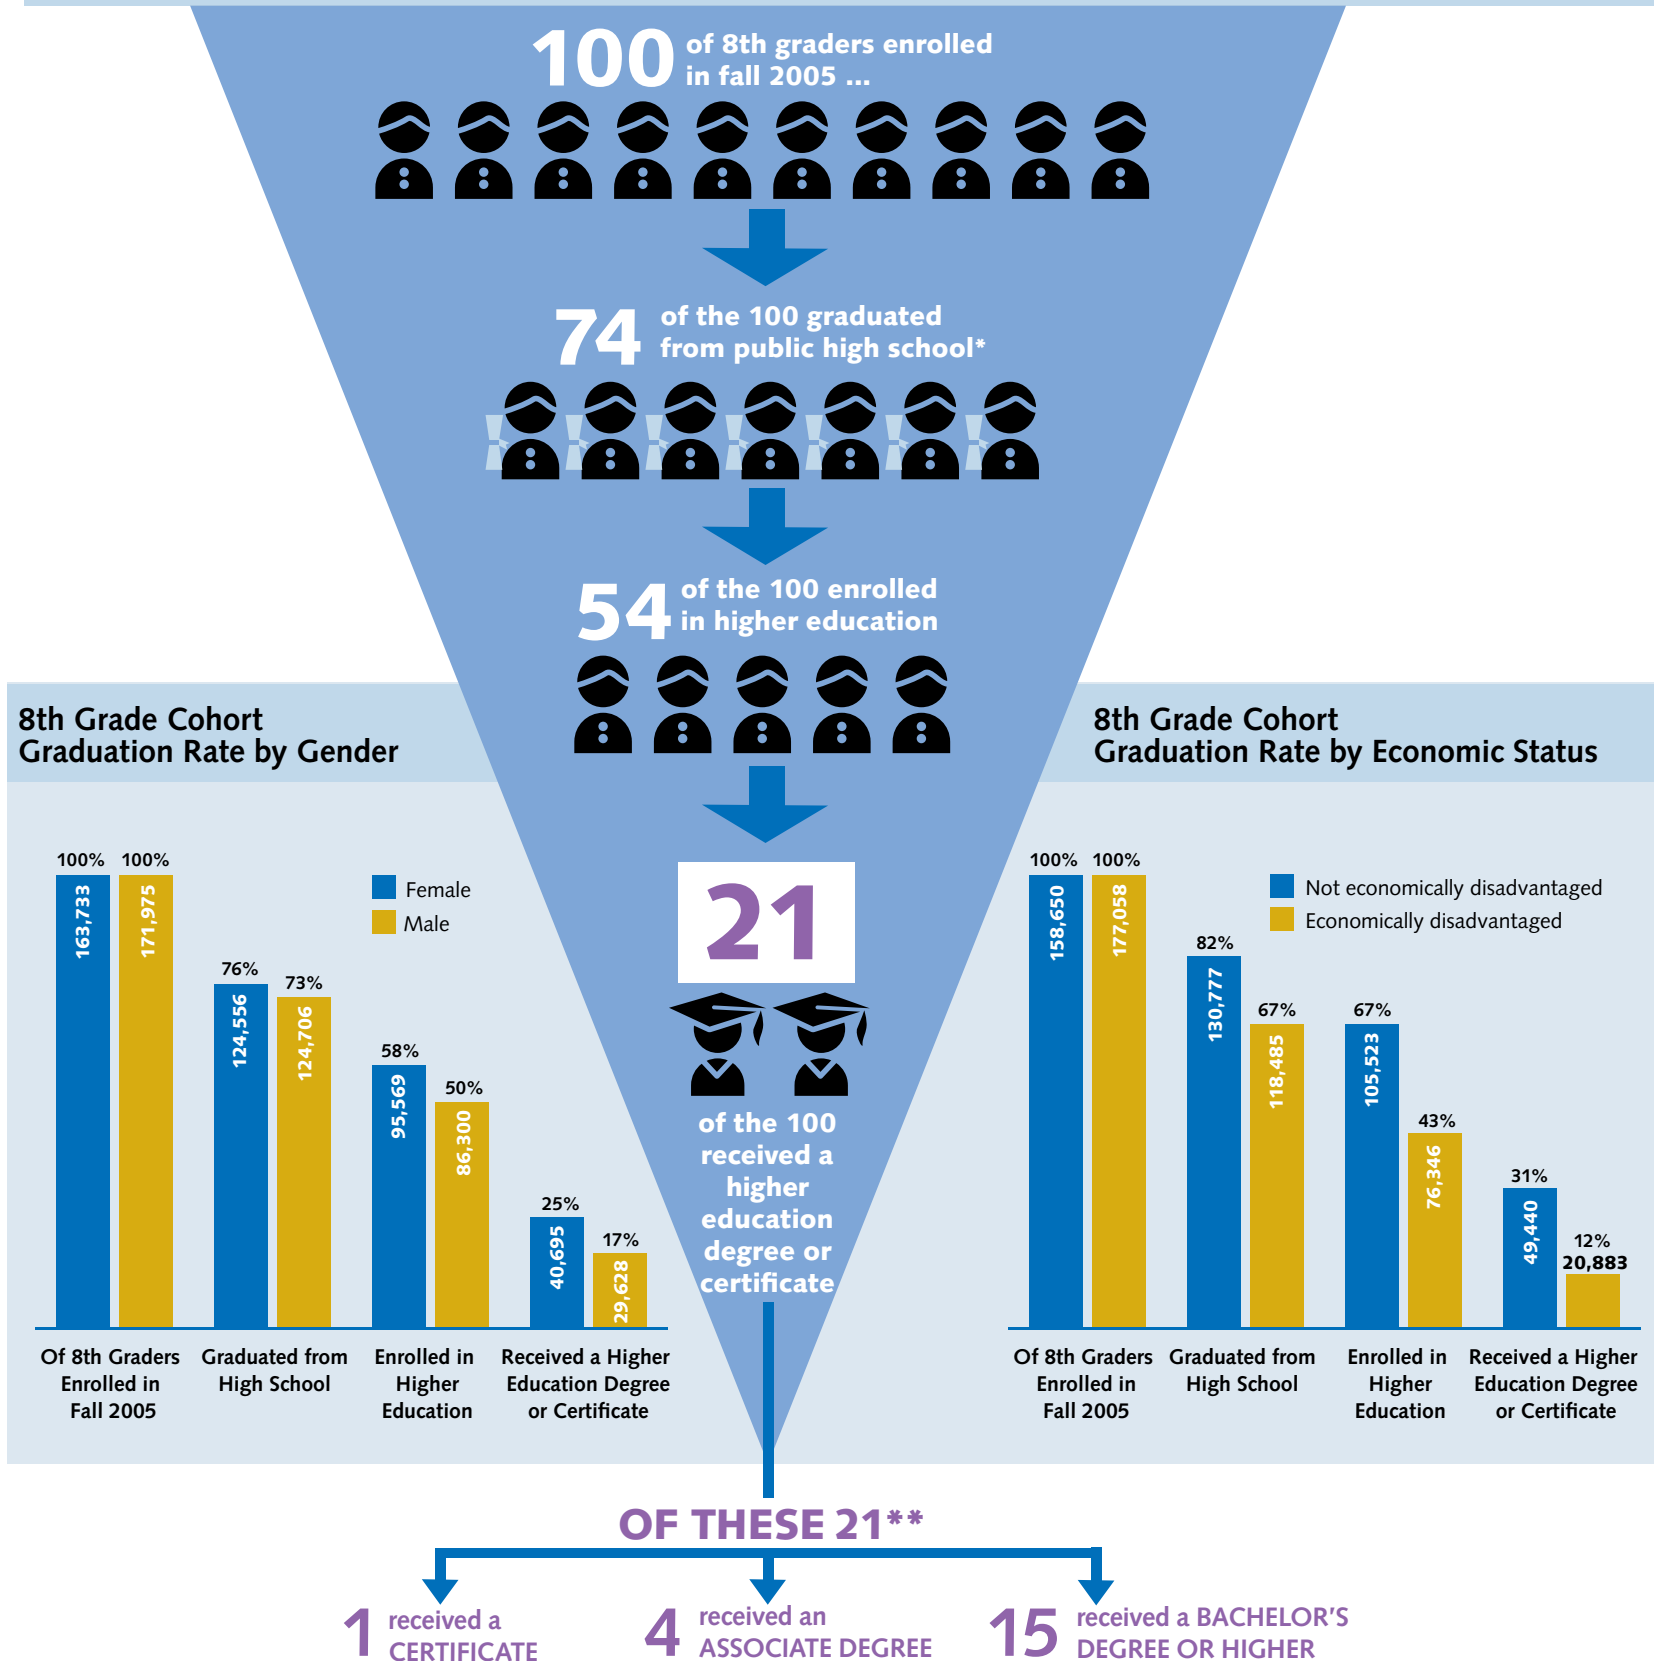 100 of 8th graders enrolled
in fall 2005 ...
74 of the 100 graduated
from public high school*
54 of the 100 enrolled
in higher education
21
of the 100
received a
higher
education
degree or
certificate
8th Grade Cohort
Graduation Rate by Gender
Female
Male
100% 100%
163,733 171,975
76% 73%
124,556 124,706
58% 50%
95,569 86,300
25% 17%
40,695 29,628
Of 8th Graders
Enrolled in
Fall 2005
Graduated from
High School
Enrolled in
Higher
Education
Received a Higher
Education Degree
or Certificate
8th Grade Cohort
Graduation Rate by Economic Status
Not economically disadvantaged
Economically disadvantaged
100% 100%
158,650 177,058
82% 67%
130,777 118,485
67% 43%
105,523 76,346
31% 12%
49,440 20,883
Of 8th Graders
Enrolled in
Fall 2005
Graduated from
High School
Enrolled in
Higher
Education
Received a Higher
Education Degree
or Certificate
OF THESE 21**
1 received a
CERTIFICATE
4 received an
ASSOCIATE DEGREE
15 received a BACHELOR'S
DEGREE OR HIGHER